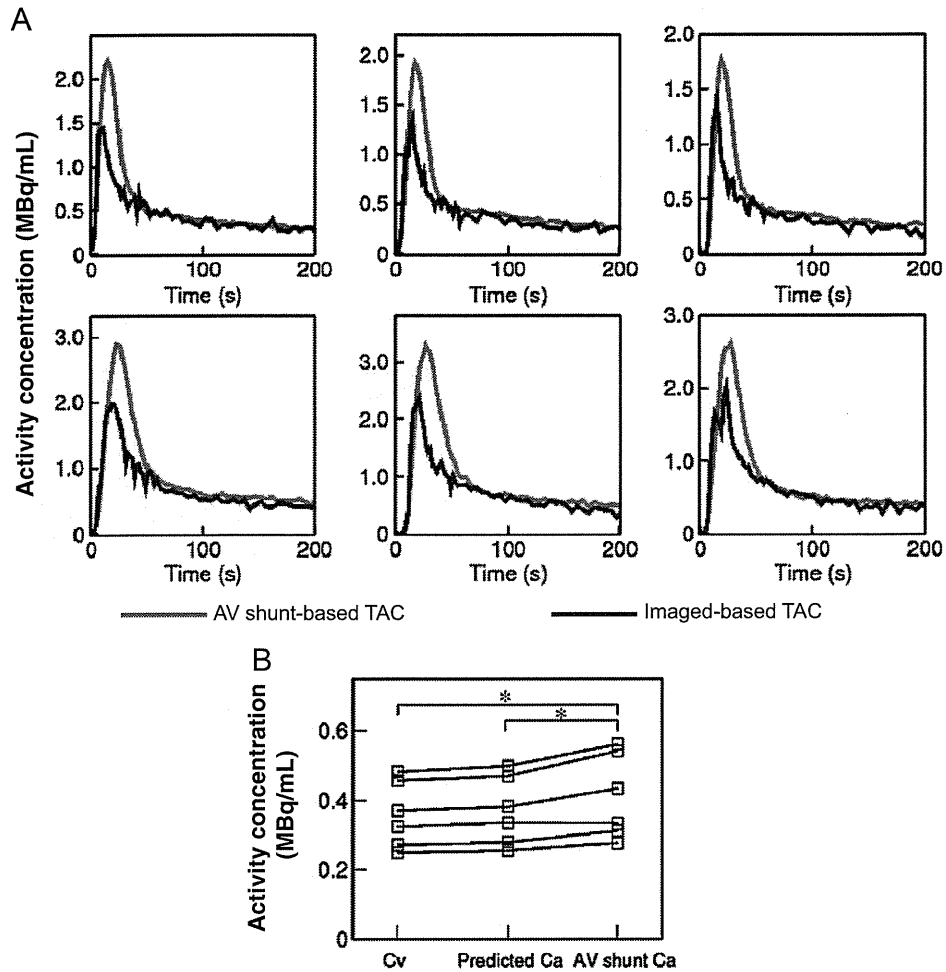 A
Activity concentration (MBq/mL)
2.0
1.5
1.0
0.5
0
0 100 200
Time (s)
2.0
1.5
1.0
0.5
0
0 100 200
Time (s)
2.0
1.5
1.0
0.5
0
0 100 200
Time (s)
3.0
2.0
1.0
0
0 100 200
Time (s)
3.0
2.0
1.0
0
0 100 200
Time (s)
3.0
2.0
1.0
0
0 100 200
Time (s)
AV shunt-based TAC
Imaged-based TAC
B
Activity concentration
(MBq/mL)
0.6
0.4
0.2
0
*
*
Cv Predicted Ca AV shunt Ca